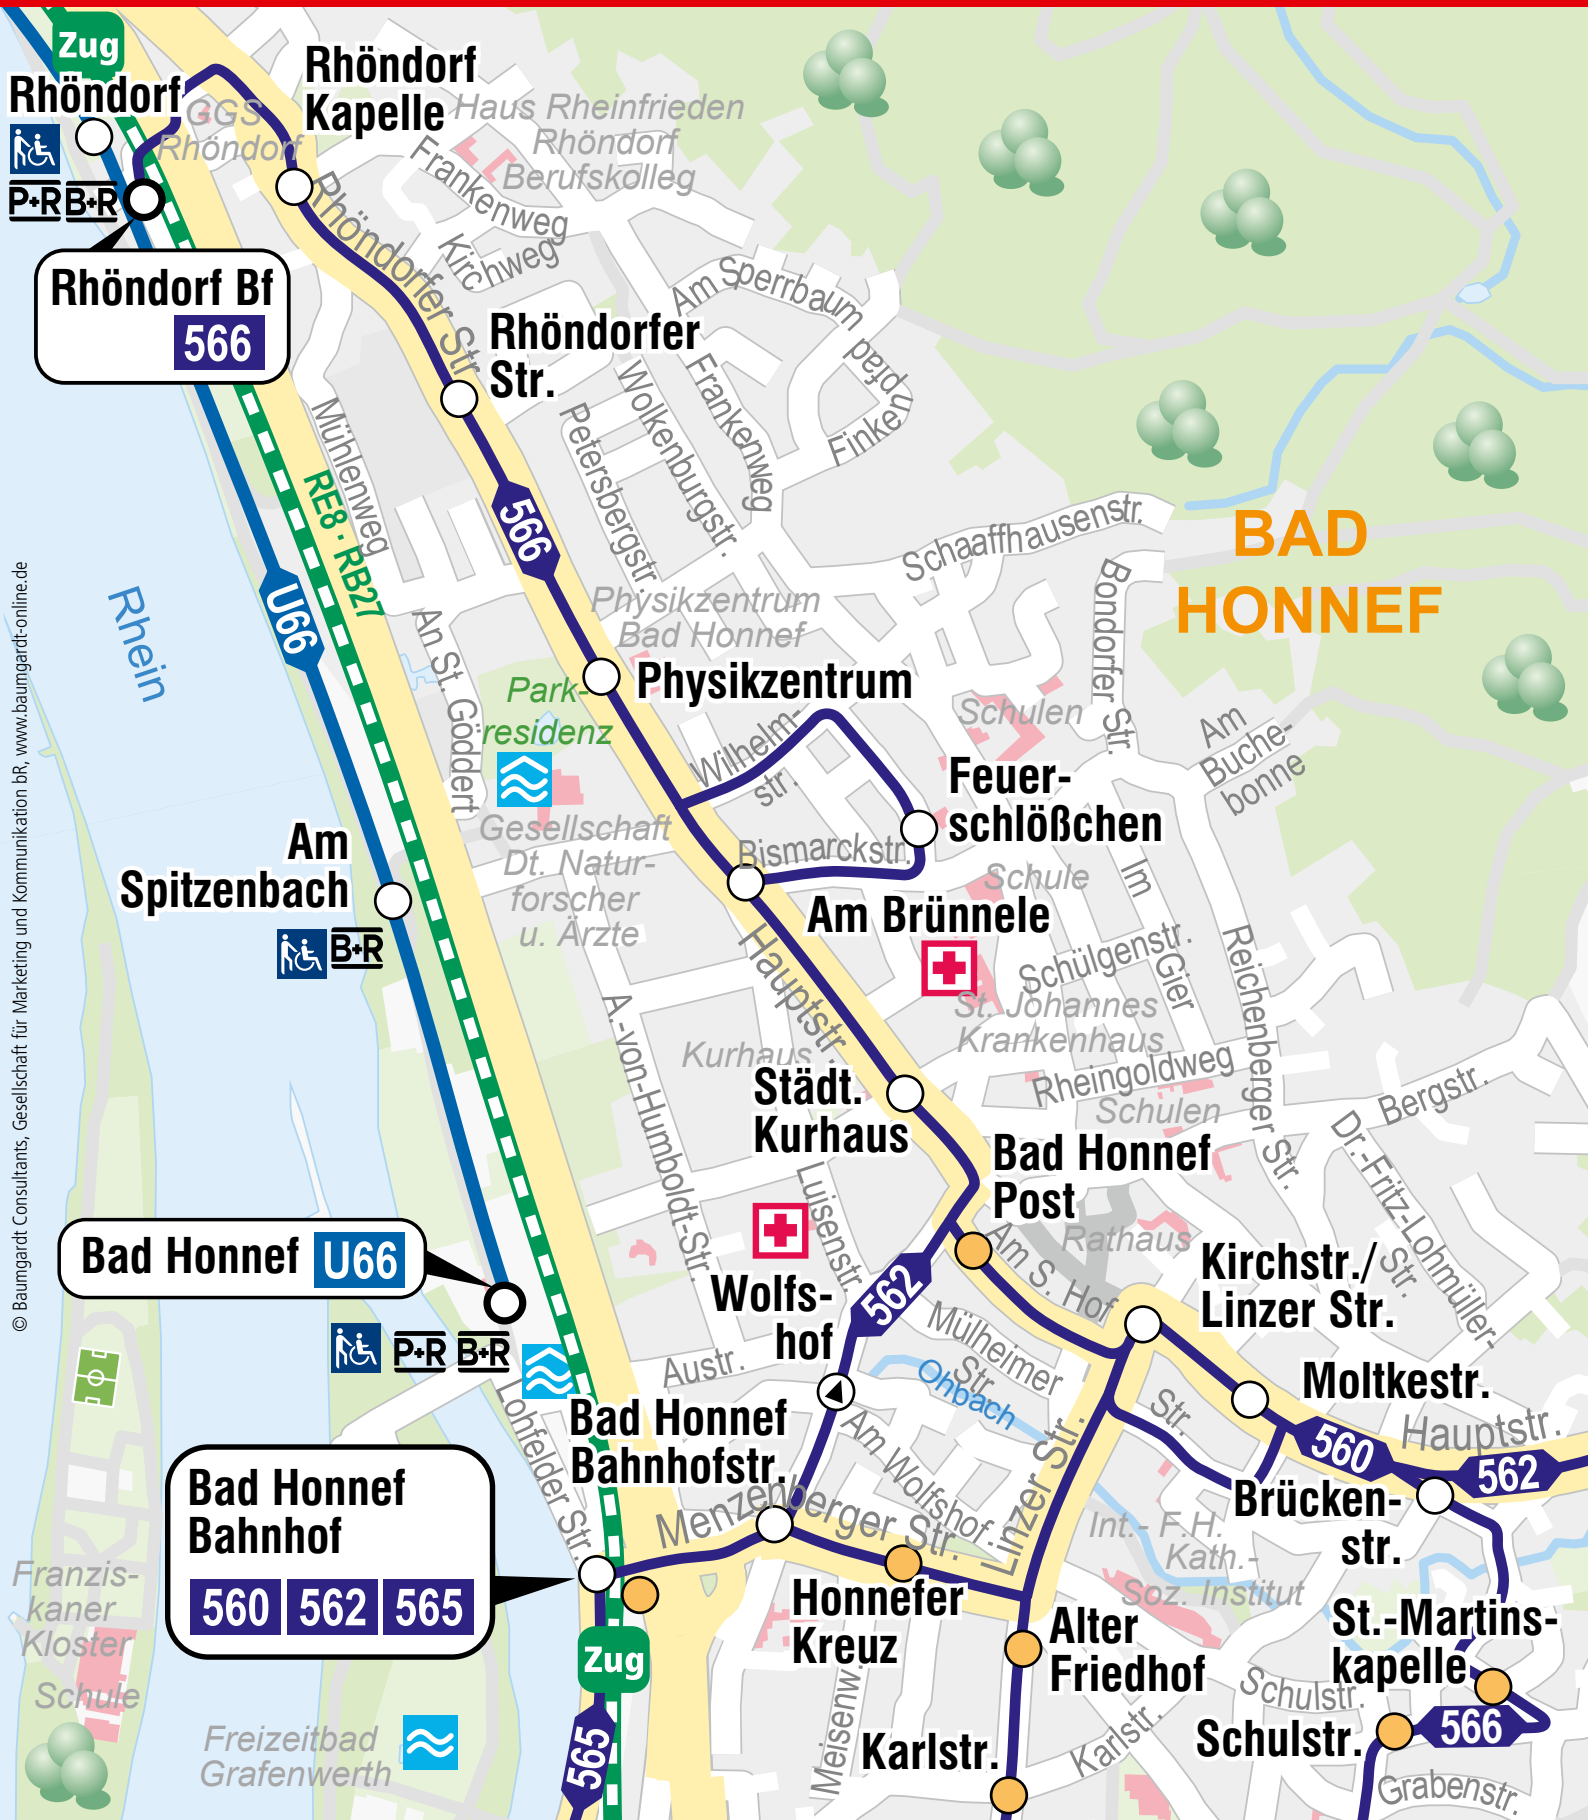 Zug
Rhöndorf
P+R B+R
Rhöndorf Bf
566
GGS
Rhöndorf
Rhöndorf
Kapelle
Haus Rheinfrieden
Rhöndorf
Berufskolleg
Frankenweg
Kirchweg
Rhöndorfer Str.
Am Sperrbaum
Finkenpfad
Rhöndorfer
Str.
Wolkenburgstr.
Frankenweg
Petersbergstr.
Mühlenweg
RE8 · RB27
566
U66
Rhein
Schaaffhausenstr.
BAD
HONNEF
Bondorfer Str.
Physikzentrum
Bad Honnef
Physikzentrum
An St. Göddert
Park-
residenz
Wilhelm-
str.
Schulen
Am
Buche-
bonne
Feuer-
schlößchen
Gesellschaft
Dt. Natur-
forscher
u. Ärzte
Bismarckstr.
Am
Spitzenbach
B+R
Am Brünnele
Schule
Im
Gier
Schülgenstr.
Reichenberger Str.
Hauptstr.
St. Johannes
Krankenhaus
A.-von-Humboldt-Str.
Kurhaus
Städt.
Kurhaus
Rheingoldweg
Schulen
Bergstr.
Dr.-Fritz-Lohmüller-
Str.
Bad Honnef
Post
Rathaus
Luisenstr.
Am S. Hof
Bad Honnef U66
P+R B+R
Wolfs-
hof
562
Kirchstr./
Linzer Str.
Mülheimer
Str.
Ohbach
Austr.
Moltkestr.
Hauptstr.
Str.
Lohfelder Str.
Bad Honnef
Bahnhofstr.
Am Wolfshof
Linzer Str.
560
562
Menzenberger Str.
Brücken-
str.
Int.- F.H.
Kath.-
Soz. Institut
Bad Honnef
Bahnhof
560 562 565
Franzis-
kaner
Kloster
Schule
Honnefer
Kreuz
Alter
Friedhof
St.-Martins-
kapelle
Zug
Meisenw.
Schulstr.
Schulstr.
566
Freizeitbad
Grafenwerth
565
Karlstr.
Karlstr.
Grabenstr.
© Baumgardt Consultants, Gesellschaft für Marketing und Kommunikation bR, www.baumgardt-online.de